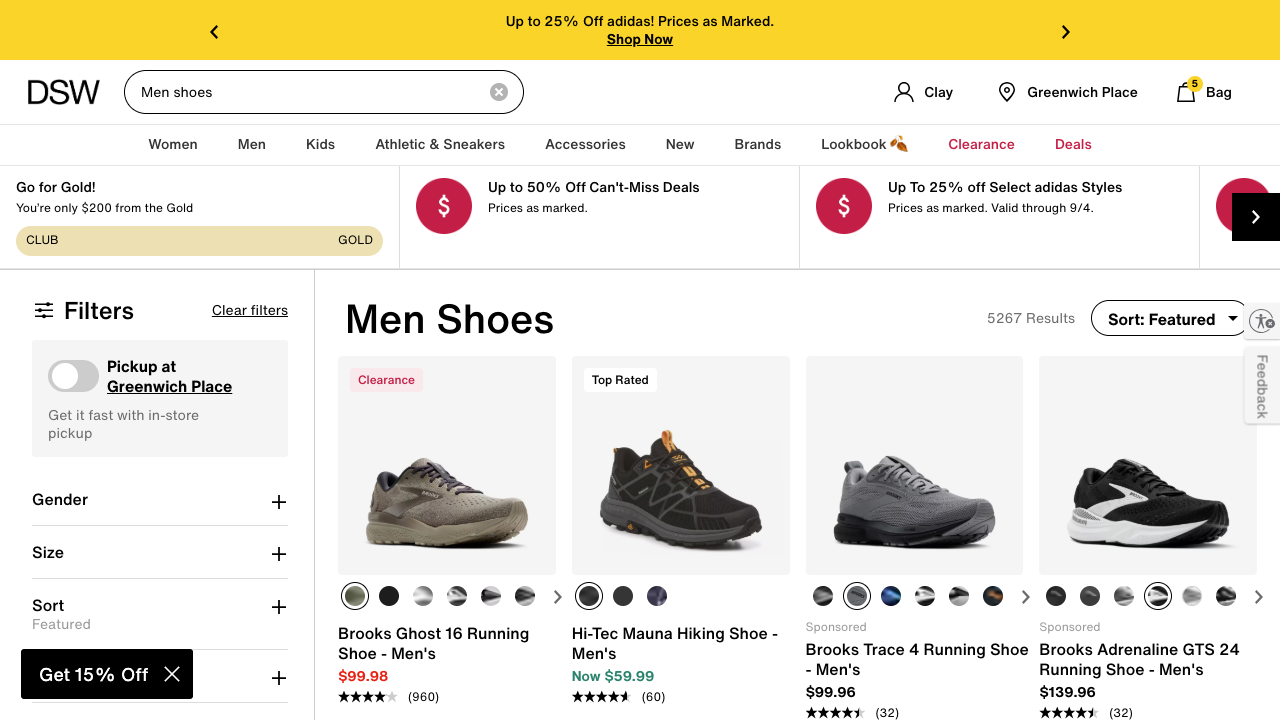 Up to 25% Off adidas! Prices as Marked.
Shop Now
DSW
Men shoes
Clay
Greenwich Place
5
Bag
Women
Men
Kids
Athletic & Sneakers
Accessories
New
Brands
Lookbook 🍂
Clearance
Deals
Go for Gold!
You're only $200 from the Gold
CLUB
GOLD
$
Up to 50% Off Can't-Miss Deals
Prices as marked.
$
Up To 25% off Select adidas Styles
Prices as marked. Valid through 9/4.
Filters
Clear filters
Pickup at
Greenwich Place
Get it fast with in-store
pickup
Gender
Size
Sort
Featured
Get 15% Off
Men Shoes
5267 Results
Sort: Featured
Feedback
Clearance
Top Rated
Brooks Ghost 16 Running
Shoe - Men's
$99.98
(960)
Hi-Tec Mauna Hiking Shoe -
Men's
Now $59.99
(60)
Sponsored
Brooks Trace 4 Running Shoe
- Men's
$99.96
(32)
Sponsored
Brooks Adrenaline GTS 24
Running Shoe - Men's
$139.96
(32)